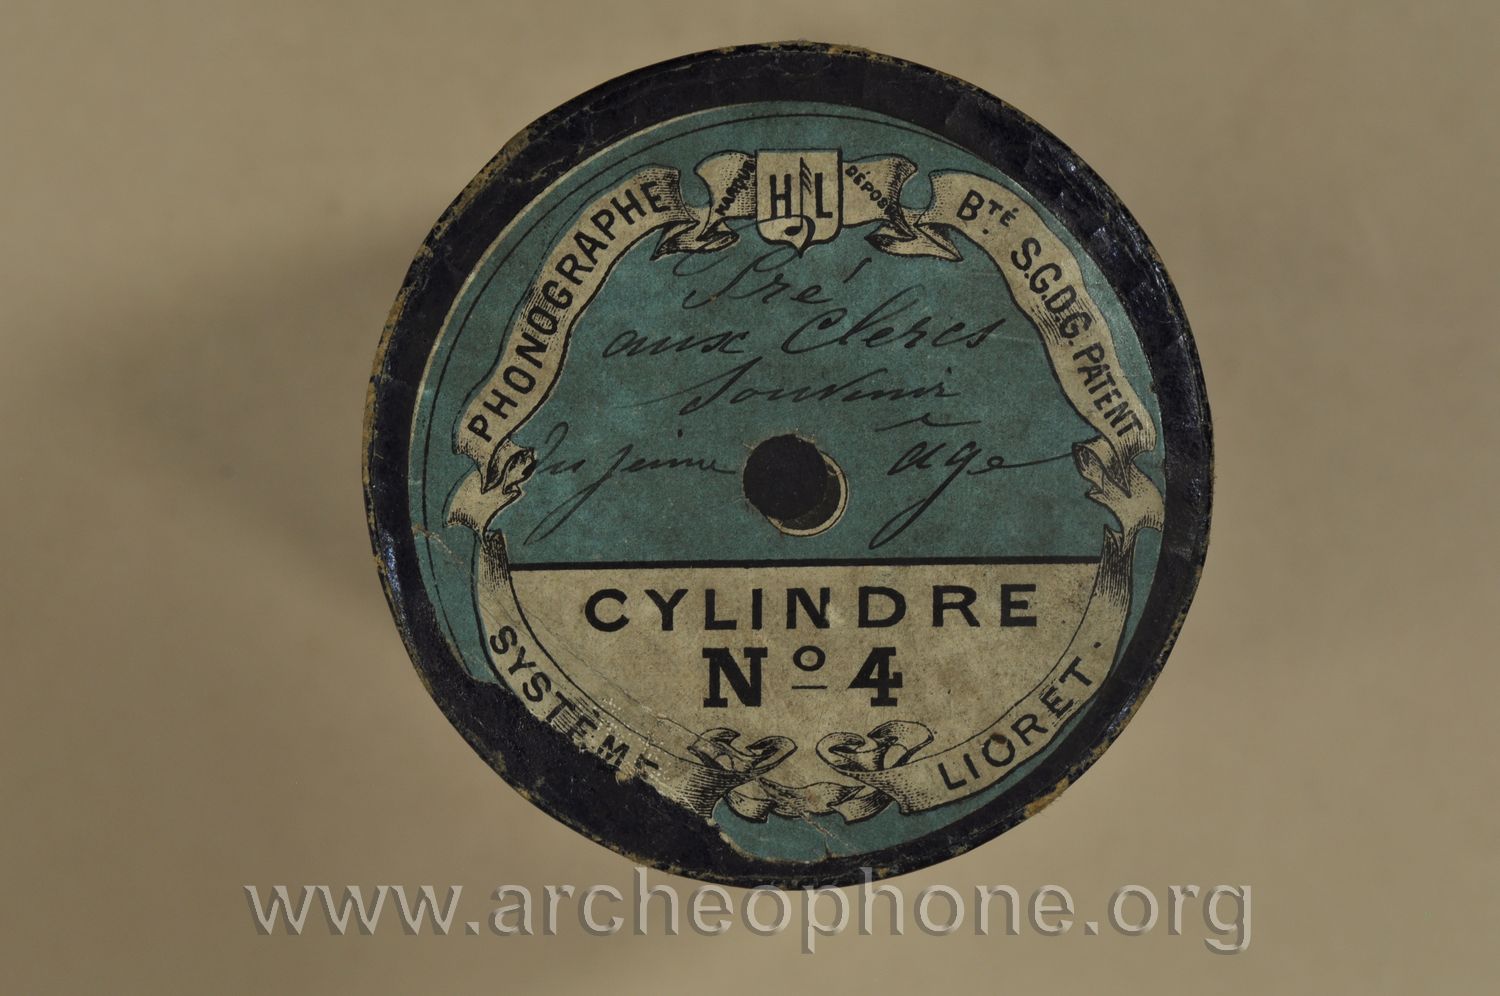 PHONOGRAPHE
MARQUE
H L
DÉPOSÉE
BTÉ S.G.D.G. PATENT
Pré
aux Clercs
Souvenir
Du jeune âge
CYLINDRE
No 4
SYSTÈME
LIORET.
www.archeophone.org